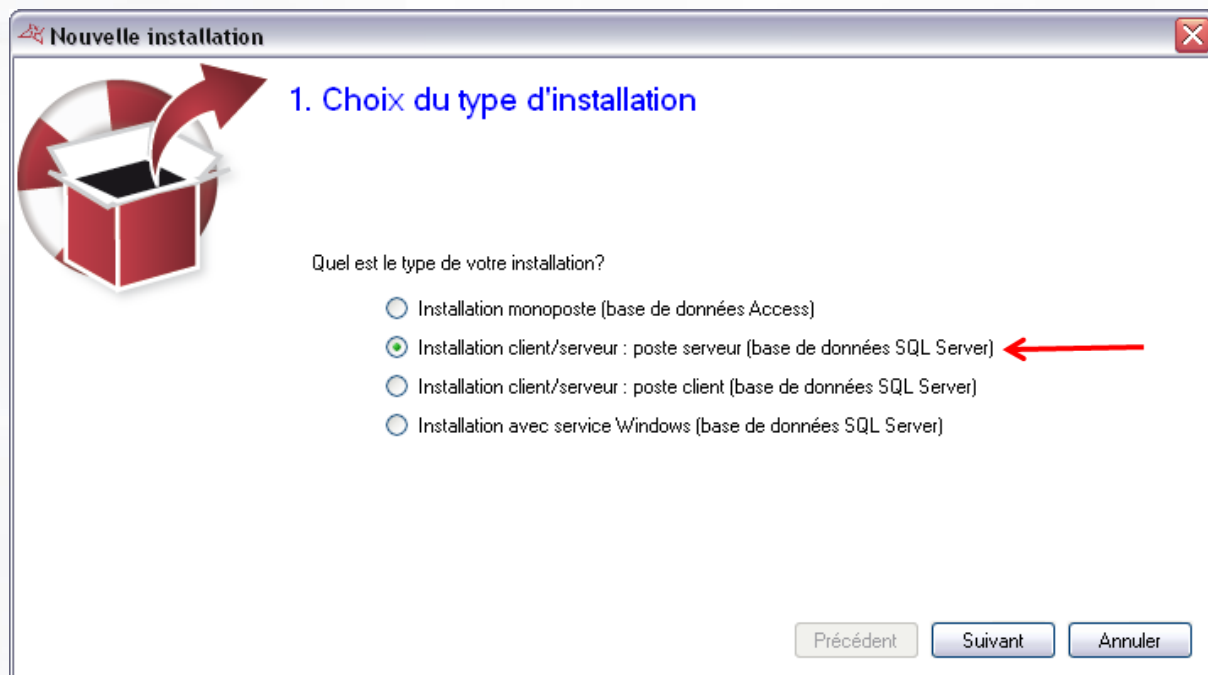 Nouvelle installation
1. Choix du type d'installation
Quel est le type de votre installation?
Installation monoposte (base de données Access)
Installation client/serveur : poste serveur (base de données SQL Server)
Installation client/serveur : poste client (base de données SQL Server)
Installation avec service Windows (base de données SQL Server)
Précédent Suivant Annuler